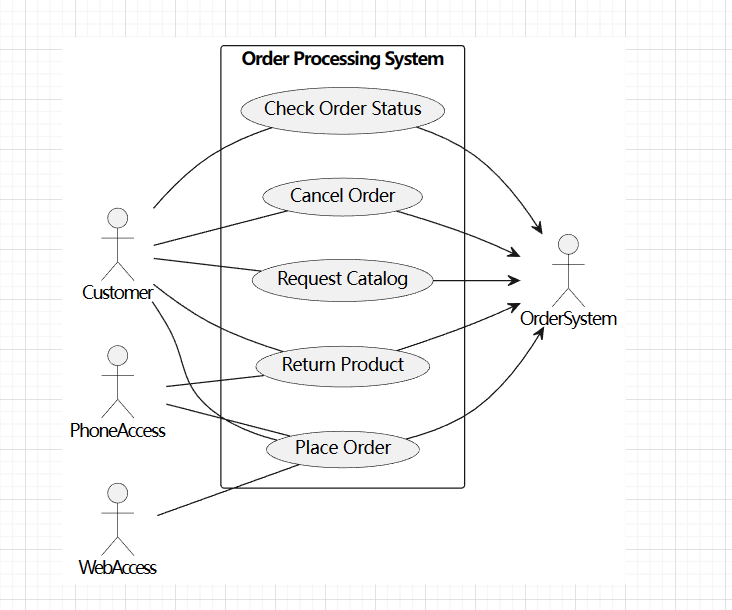 Order Processing System
Check Order Status
Cancel Order
Customer
Request Catalog
OrderSystem
Return Product
PhoneAccess
Place Order
WebAccess